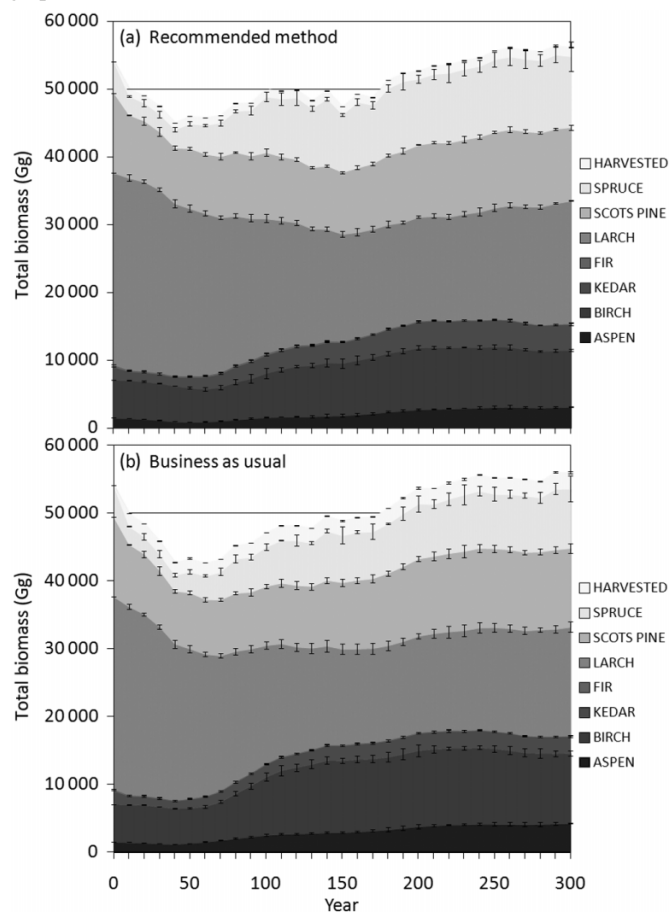 60 000
(a) Recommended method
50 000
40 000
30 000
20 000
10 000
0
Total biomass (Gg)
HARVESTED
SPRUCE
SCOTS PINE
LARCH
FIR
KEDAR
BIRCH
ASPEN
60 000
(b) Business as usual
50 000
40 000
30 000
20 000
10 000
0
Total biomass (Gg)
HARVESTED
SPRUCE
SCOTS PINE
LARCH
FIR
KEDAR
BIRCH
ASPEN
0 50 100 150 200 250 300
Year